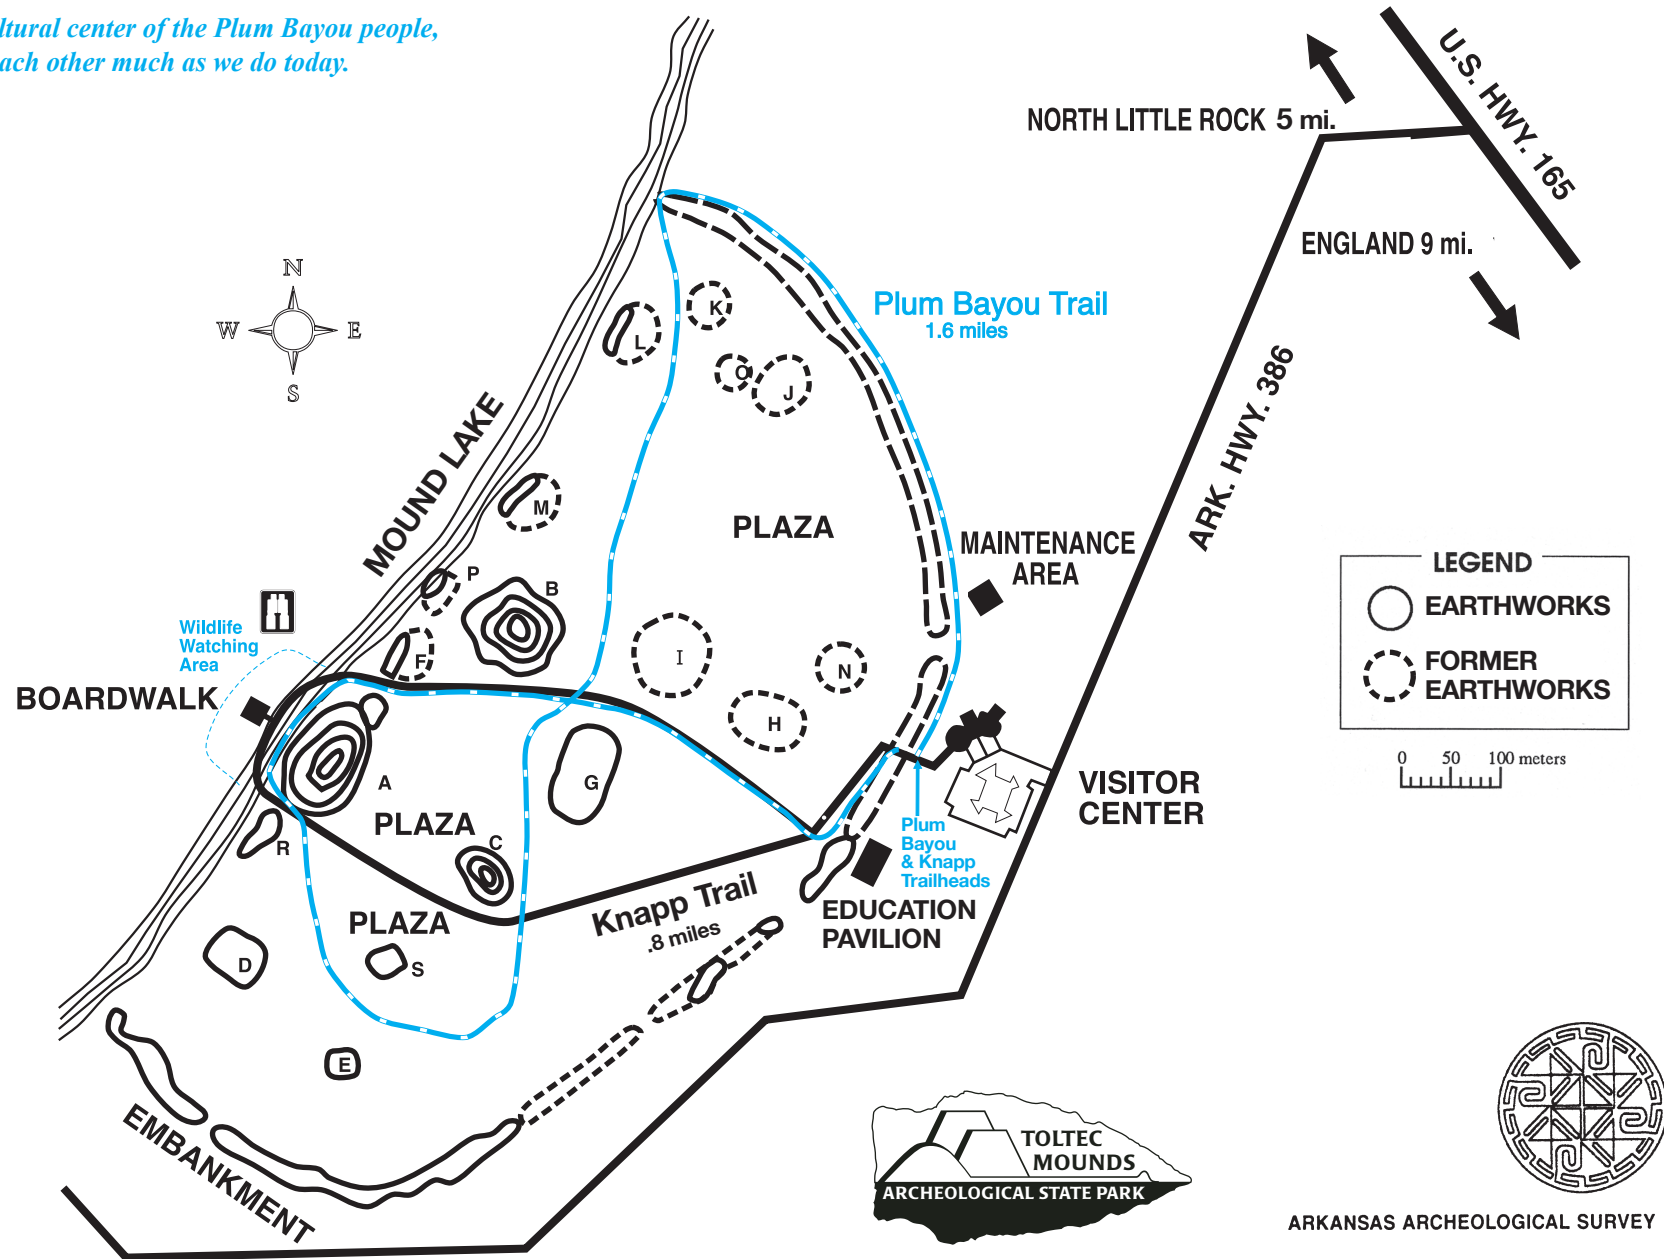 ltural center of the Plum Bayou people,
ach other much as we do today.
U.S. HWY. 165
NORTH LITTLE ROCK 5 mi.
ENGLAND 9 mi.
N
W
E
S
Plum Bayou Trail
1.6 miles
K
L
O
J
ARK. HWY. 386
MOUND LAKE
M
PLAZA
MAINTENANCE
AREA
LEGEND
EARTHWORKS
FORMER
EARTHWORKS
0 50 100 meters
P
B
Wildlife
Watching
Area
F
I
N
BOARDWALK
H
A
G
VISITOR
CENTER
PLAZA
C
R
Plum
Bayou
& Knapp
Trailheads
Knapp Trail
.8 miles
EDUCATION
PAVILION
PLAZA
D
S
E
EMBANKMENT
TOLTEC
MOUNDS
ARCHEOLOGICAL STATE PARK
ARKANSAS ARCHEOLOGICAL SURVEY